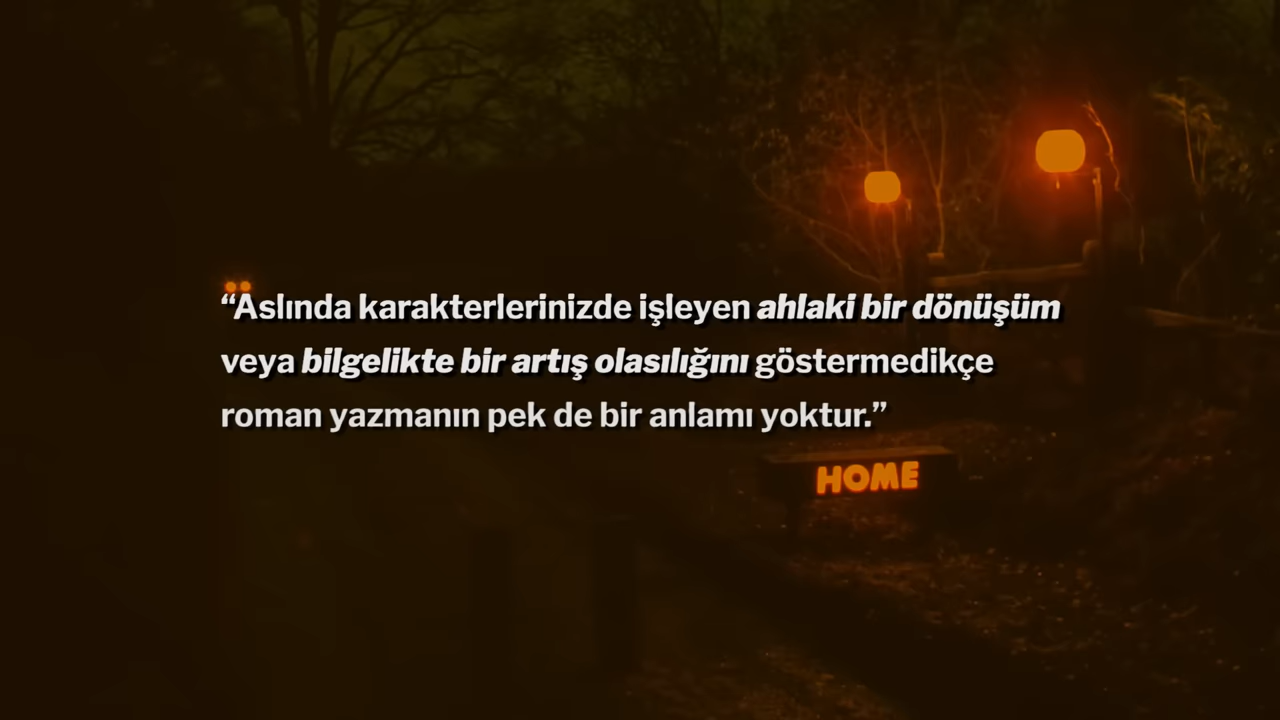 “Aslında karakterlerinizde işleyen ahlaki bir dönüşüm
veya bilgelikte bir artış olasılığını göstermedikçe
roman yazmanın pek de bir anlamı yoktur.”
HOME